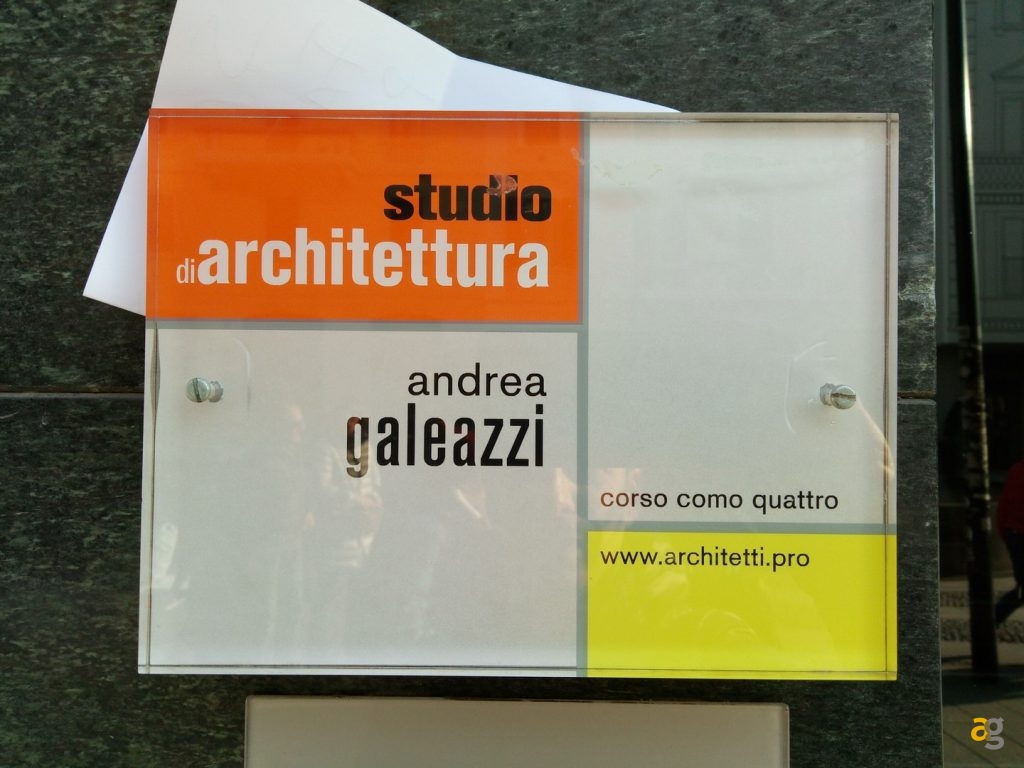 studio
di architettura
andrea
galeazzi
corso como quattro
www.architetti.pro
ag